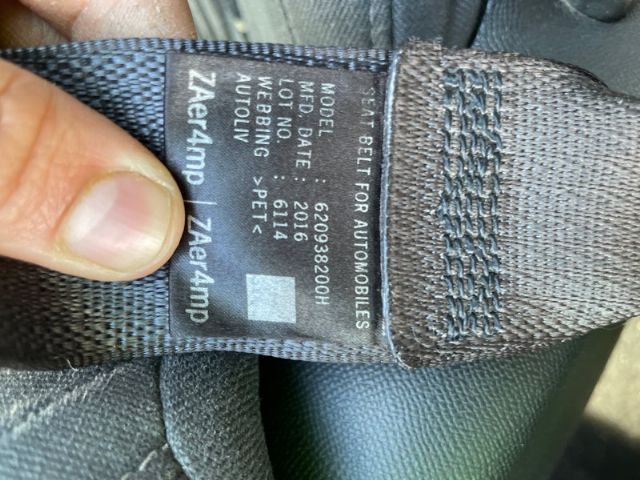 SEAT BELT FOR AUTOMOBILES
MODEL : 620938200H
MFD. DATE : 2016
LOT NO. : 6114
WEBBING >PET<
AUTOLIV
ZAer4mp | ZAer4mp